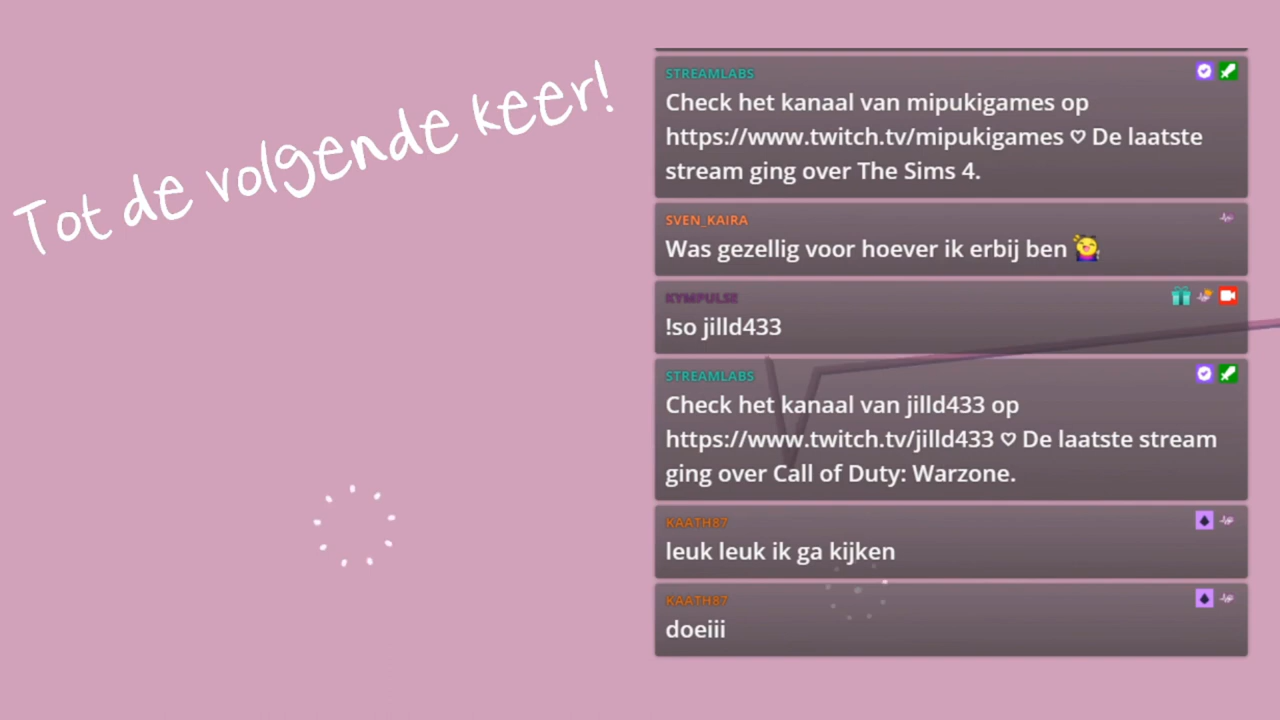 Tot de volgende keer!
STREAMLABS
Check het kanaal van mipukigames op
https://www.twitch.tv/mipukigames ♡ De laatste
stream ging over The Sims 4.
SVEN_KAIRA
Was gezellig voor hoever ik erbij ben
KYMPULSE
!so jilld433
STREAMLABS
Check het kanaal van jilld433 op
https://www.twitch.tv/jilld433 ♡ De laatste stream
ging over Call of Duty: Warzone.
KAATH87
leuk leuk ik ga kijken
KAATH87
doeiii